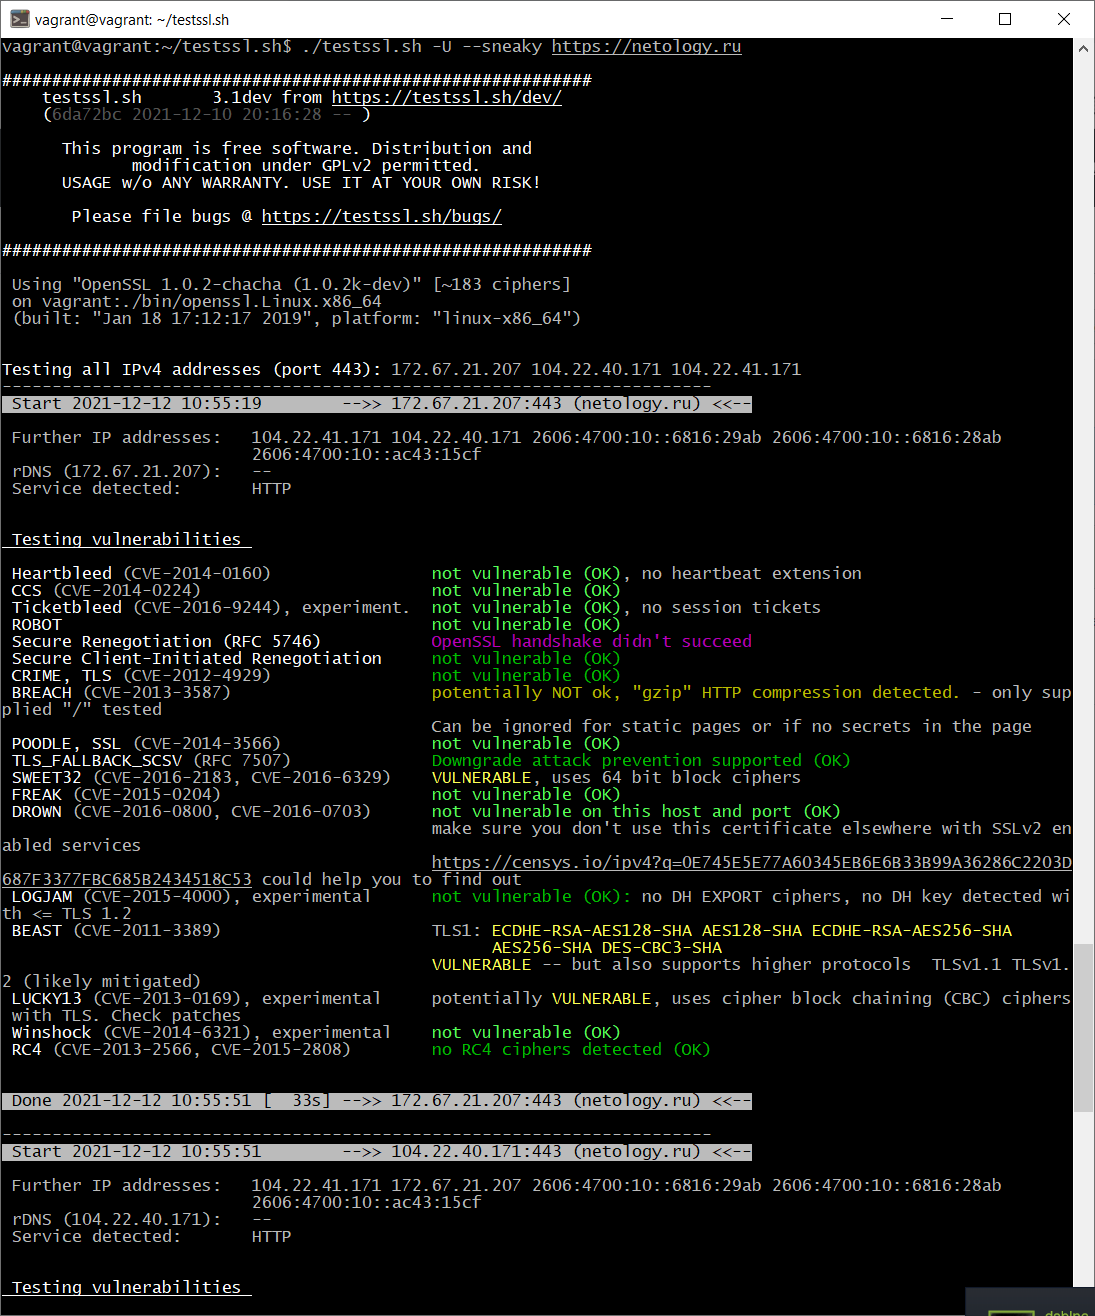 vagrant@vagrant: ~/testssl.sh
vagrant@vagrant:~/testssl.sh$ ./testssl.sh -U --sneaky https://netology.ru
###########################################################
testssl.sh       3.1dev from https://testssl.sh/dev/
(6da72bc 2021-12-10 20:16:28 -- )
This program is free software. Distribution and
modification under GPLv2 permitted.
USAGE w/o ANY WARRANTY. USE IT AT YOUR OWN RISK!
Please file bugs @ https://testssl.sh/bugs/
###########################################################
Using "OpenSSL 1.0.2-chacha (1.0.2k-dev)" [~183 ciphers]
on vagrant:./bin/openssl.Linux.x86_64
(built: "Jan 18 17:12:17 2019", platform: "linux-x86_64")
Testing all IPv4 addresses (port 443): 172.67.21.207 104.22.40.171 104.22.41.171
-----------------------------------------------------------------------
Start 2021-12-12 10:55:19        -->> 172.67.21.207:443 (netology.ru) <<--
Further IP addresses:   104.22.41.171 104.22.40.171 2606:4700:10::6816:29ab 2606:4700:10::6816:28ab
2606:4700:10::ac43:15cf
rDNS (172.67.21.207):   --
Service detected:       HTTP
Testing vulnerabilities
Heartbleed (CVE-2014-0160)                not vulnerable (OK), no heartbeat extension
CCS (CVE-2014-0224)                       not vulnerable (OK)
Ticketbleed (CVE-2016-9244), experiment.  not vulnerable (OK), no session tickets
ROBOT                                     not vulnerable (OK)
Secure Renegotiation (RFC 5746)           OpenSSL handshake didn't succeed
Secure Client-Initiated Renegotiation     not vulnerable (OK)
CRIME, TLS (CVE-2012-4929)                not vulnerable (OK)
BREACH (CVE-2013-3587)                    potentially NOT ok, "gzip" HTTP compression detected. - only sup
plied "/" tested
Can be ignored for static pages or if no secrets in the page
POODLE, SSL (CVE-2014-3566)               not vulnerable (OK)
TLS_FALLBACK_SCSV (RFC 7507)              Downgrade attack prevention supported (OK)
SWEET32 (CVE-2016-2183, CVE-2016-6329)    VULNERABLE, uses 64 bit block ciphers
FREAK (CVE-2015-0204)                     not vulnerable (OK)
DROWN (CVE-2016-0800, CVE-2016-0703)      not vulnerable on this host and port (OK)
make sure you don't use this certificate elsewhere with SSLv2 en
abled services
https://censys.io/ipv4?q=0E745E5E77A60345EB6E6B33B99A36286C2203D
687F3377FBC685B2434518C53 could help you to find out
LOGJAM (CVE-2015-4000), experimental      not vulnerable (OK): no DH EXPORT ciphers, no DH key detected wi
th <= TLS 1.2
BEAST (CVE-2011-3389)                     TLS1: ECDHE-RSA-AES128-SHA AES128-SHA ECDHE-RSA-AES256-SHA
AES256-SHA DES-CBC3-SHA
VULNERABLE -- but also supports higher protocols  TLSv1.1 TLSv1.
2 (likely mitigated)
LUCKY13 (CVE-2013-0169), experimental     potentially VULNERABLE, uses cipher block chaining (CBC) ciphers
with TLS. Check patches
Winshock (CVE-2014-6321), experimental    not vulnerable (OK)
RC4 (CVE-2013-2566, CVE-2015-2808)        no RC4 ciphers detected (OK)
Done 2021-12-12 10:55:51 [  33s] -->> 172.67.21.207:443 (netology.ru) <<--
-----------------------------------------------------------------------
Start 2021-12-12 10:55:51        -->> 104.22.40.171:443 (netology.ru) <<--
Further IP addresses:   104.22.41.171 172.67.21.207 2606:4700:10::6816:29ab 2606:4700:10::6816:28ab
2606:4700:10::ac43:15cf
rDNS (104.22.40.171):   --
Service detected:       HTTP
Testing vulnerabilities